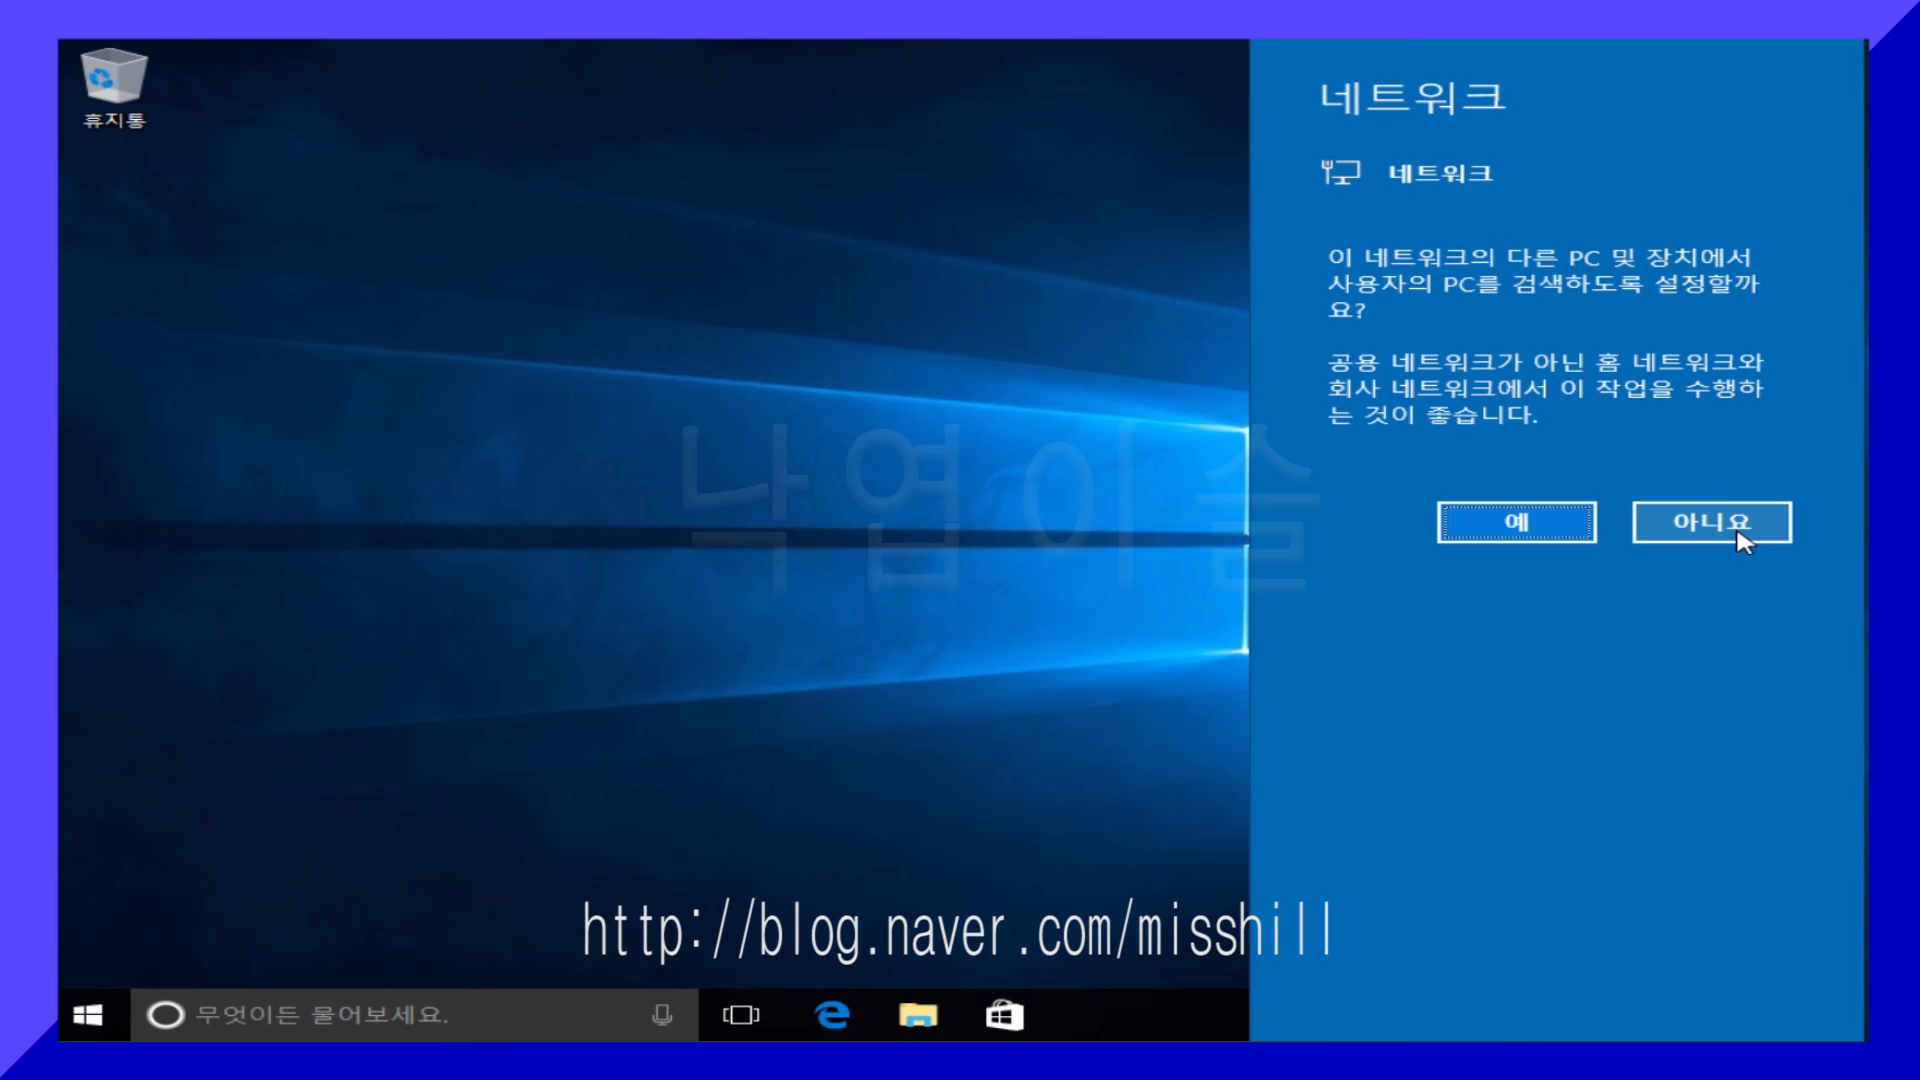 휴지통
네트워크
네트워크
이 네트워크의 다른 PC 및 장치에서
사용자의 PC를 검색하도록 설정할까
요?
공용 네트워크가 아닌 홈 네트워크와
회사 네트워크에서 이 작업을 수행하
는 것이 좋습니다.
예
아니요
낙엽이슬
http://blog.naver.com/misshill
무엇이든 물어보세요.